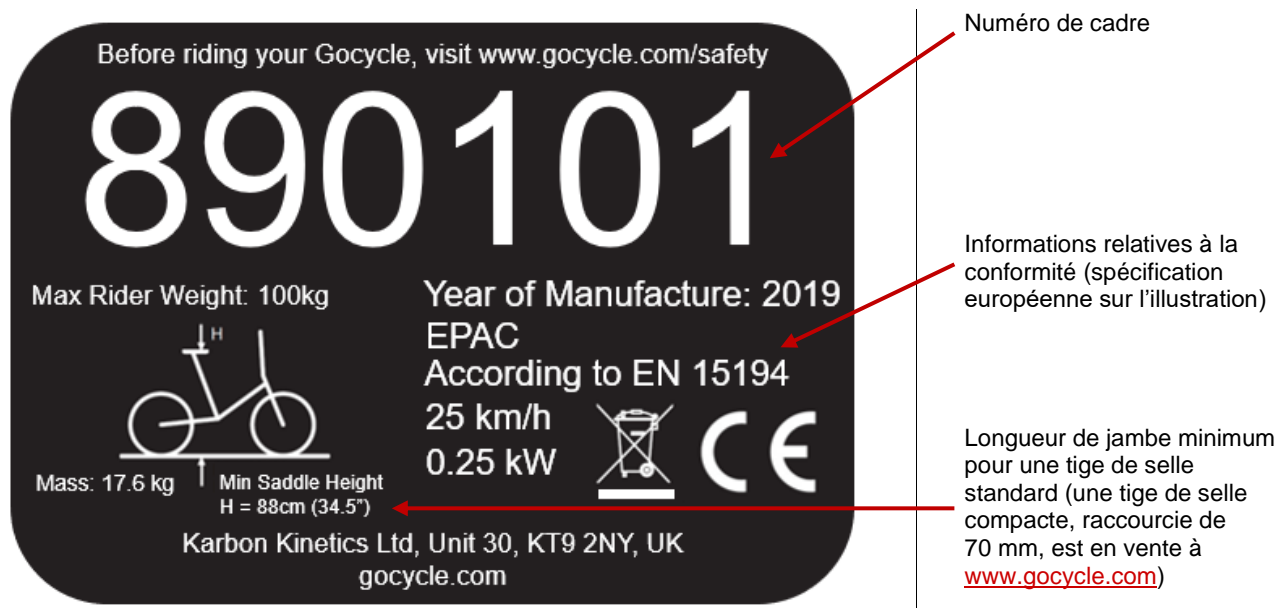 Before riding your Gocycle, visit www.gocycle.com/safety
890101
Max Rider Weight: 100kg
H
Mass: 17.6 kg
Min Saddle Height
H = 88cm (34.5")
Year of Manufacture: 2019
EPAC
According to EN 15194
25 km/h
0.25 kW
CE
Karbon Kinetics Ltd, Unit 30, KT9 2NY, UK
gocycle.com
Numéro de cadre
Informations relatives à la
conformité (spécification
européenne sur l’illustration)
Longueur de jambe minimum
pour une tige de selle
standard (une tige de selle
compacte, raccourcie de
70 mm, est en vente à
www.gocycle.com)